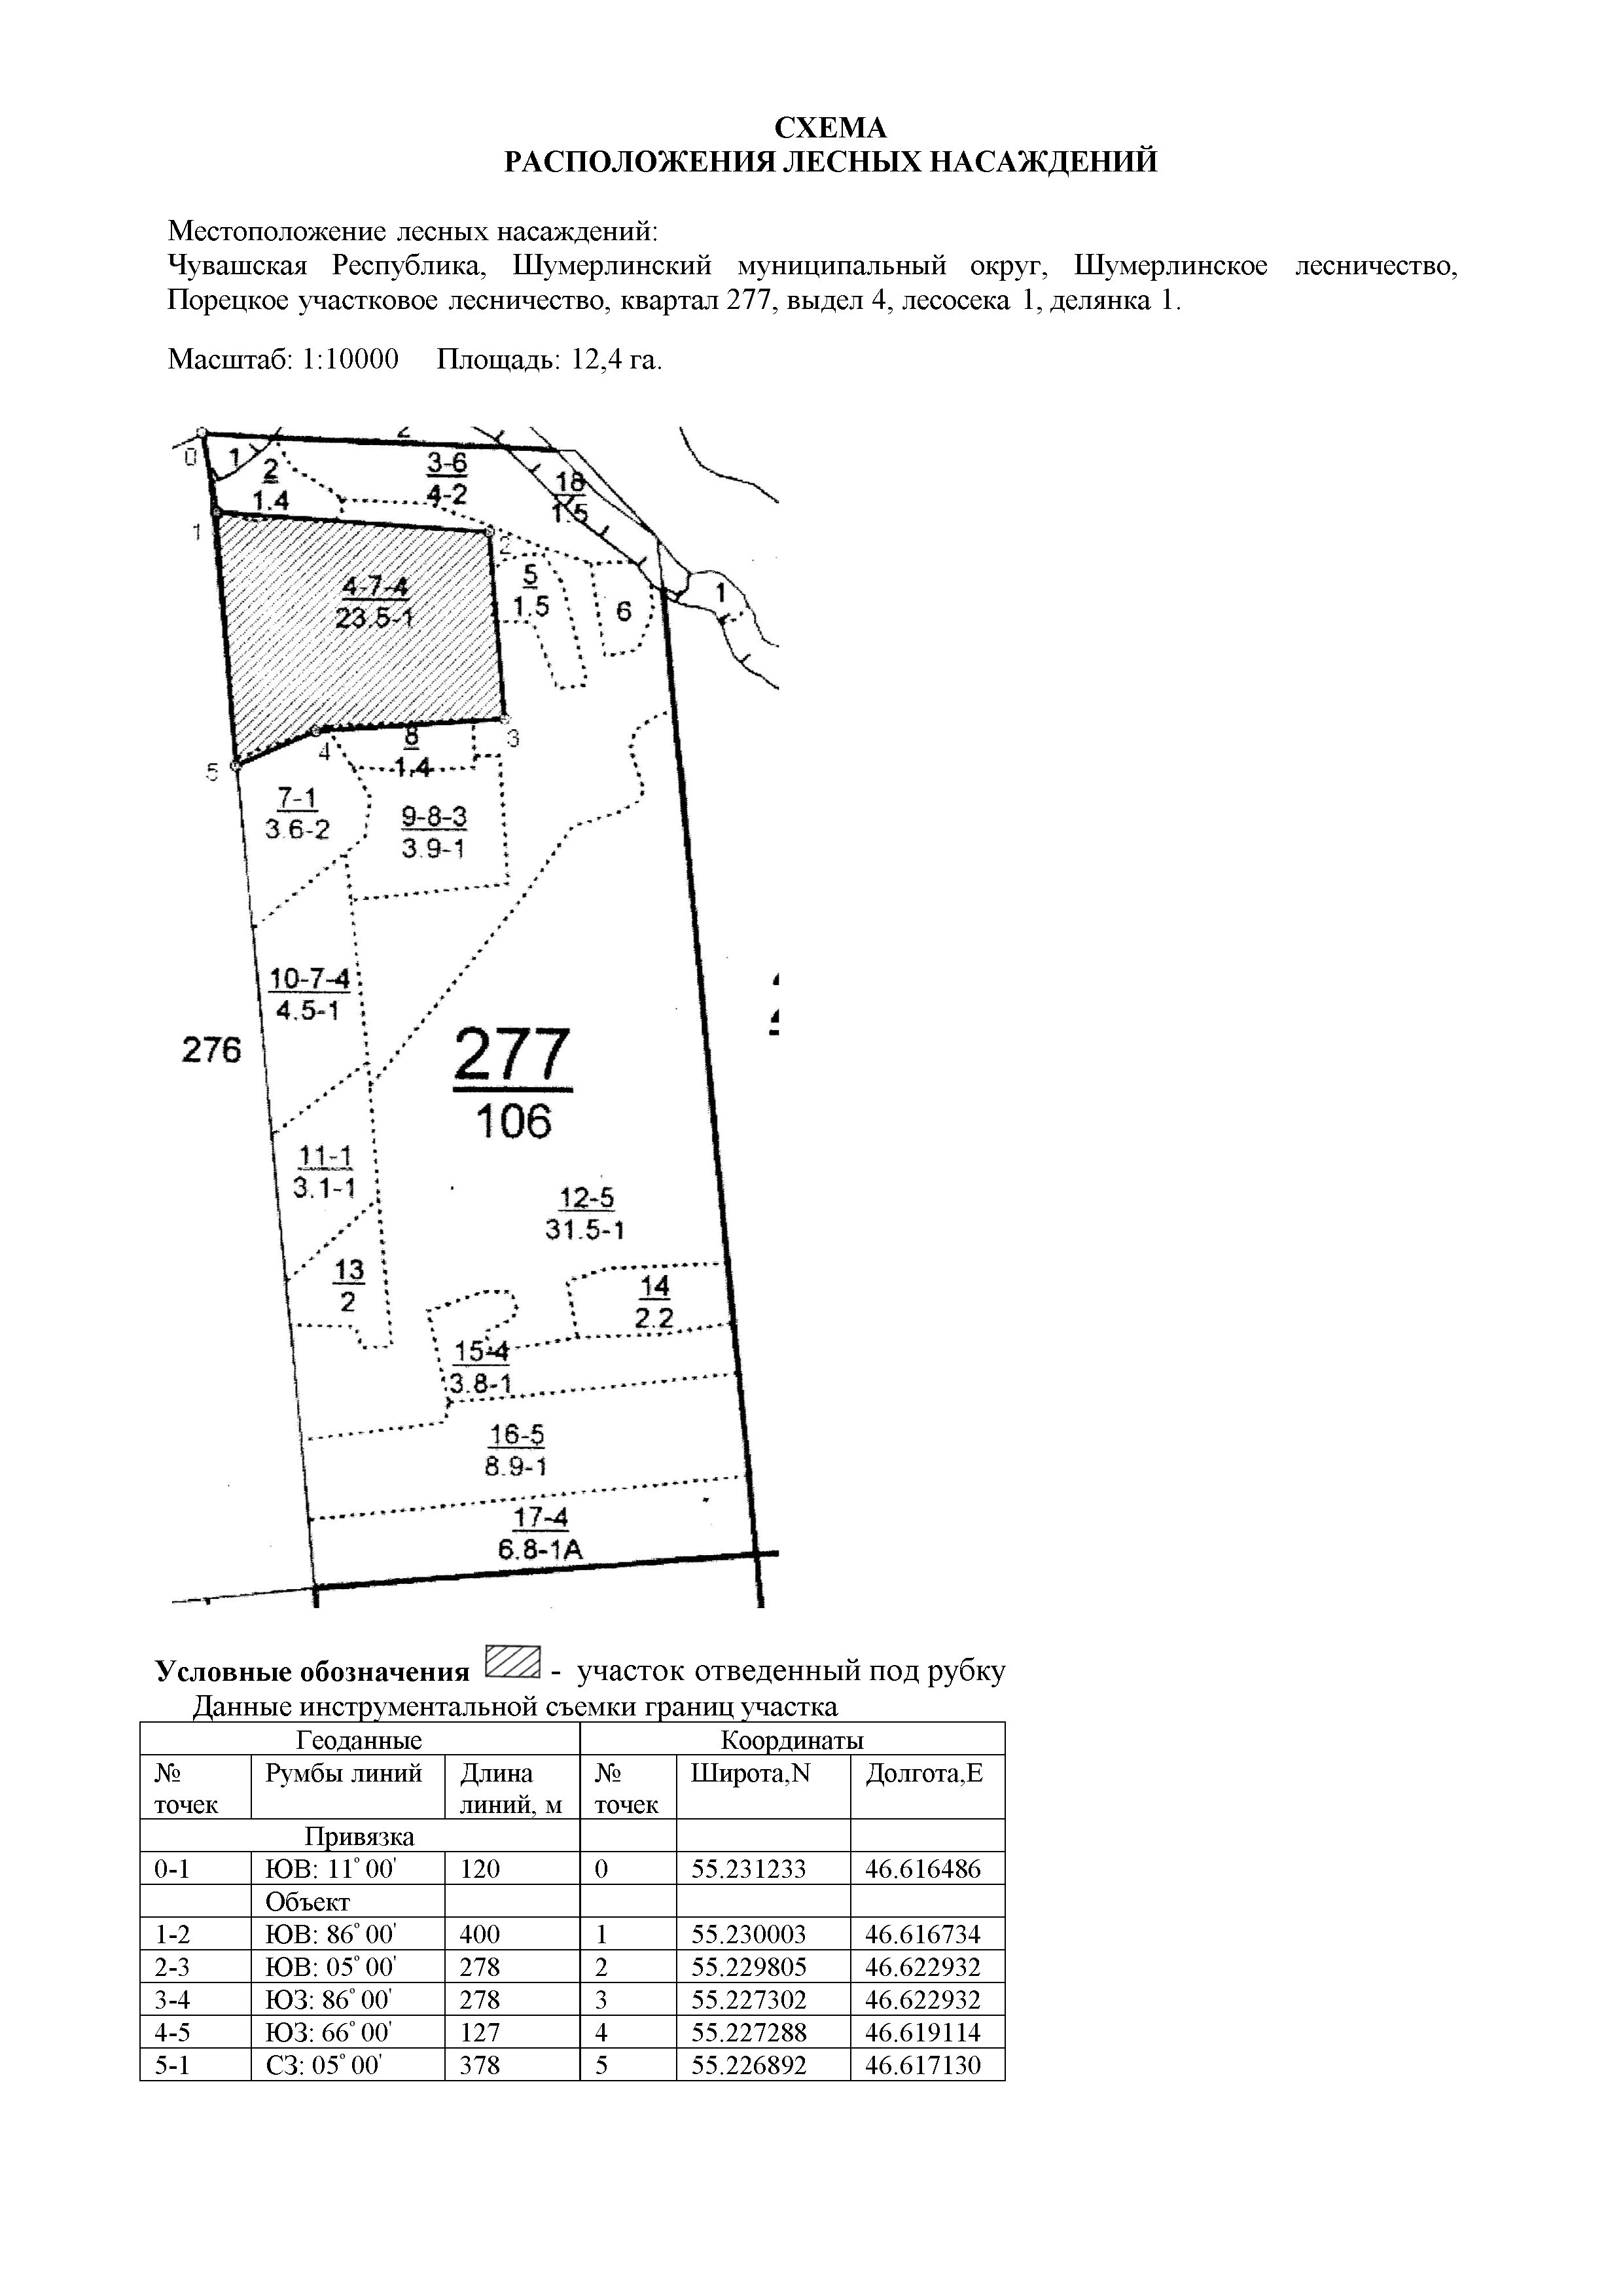 СХЕМА
РАСПОЛОЖЕНИЯ ЛЕСНЫХ НАСАЖДЕНИЙ
Местоположение лесных насаждений:
Чувашская Республика, Шумерлинский муниципальный округ, Шумерлинское лесничество,
Порецкое участковое лесничество, квартал 277, выдел 4, лесосека 1, делянка 1.
Масштаб: 1:10000 Площадь: 12,4 га.
0
1
2
1.4
3-6
4-2
18
1.5
1
2
4-7-4
23.5-1
5
1.5
6
1
3
4
5
8
1.4
7-1
3.6-2
9-8-3
3.9-1
10-7-4
4.5-1
276
277
106
11-1
3.1-1
12-5
31.5-1
13
2
14
2.2
15-4
3.8-1
16-5
8.9-1
17-4
6.8-1А
Условные обозначения - участок отведенный под рубку
Данные инструментальной съемки границ участка
Геоданные Координаты
№ точек Румбы линий Длина линий, м № точек Широта,N Долгота,E
Привязка
0-1 ЮВ: 11° 00' 120 0 55.231233 46.616486
Объект
1-2 ЮВ: 86° 00' 400 1 55.230003 46.616734
2-3 ЮВ: 05° 00' 278 2 55.229805 46.622932
3-4 ЮЗ: 86° 00' 278 3 55.227302 46.622932
4-5 ЮЗ: 66° 00' 127 4 55.227288 46.619114
5-1 СЗ: 05° 00' 378 5 55.226892 46.617130